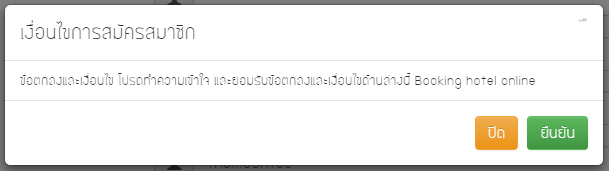 เงื่อนไขการสมัครสมาชิก
ข้อตกลงและเงื่อนไข โปรดทำความเข้าใจ และยอมรับข้อตกลงและเงื่อนไขด้านล่างนี้ Booking hotel online
ปิด ยืนยัน